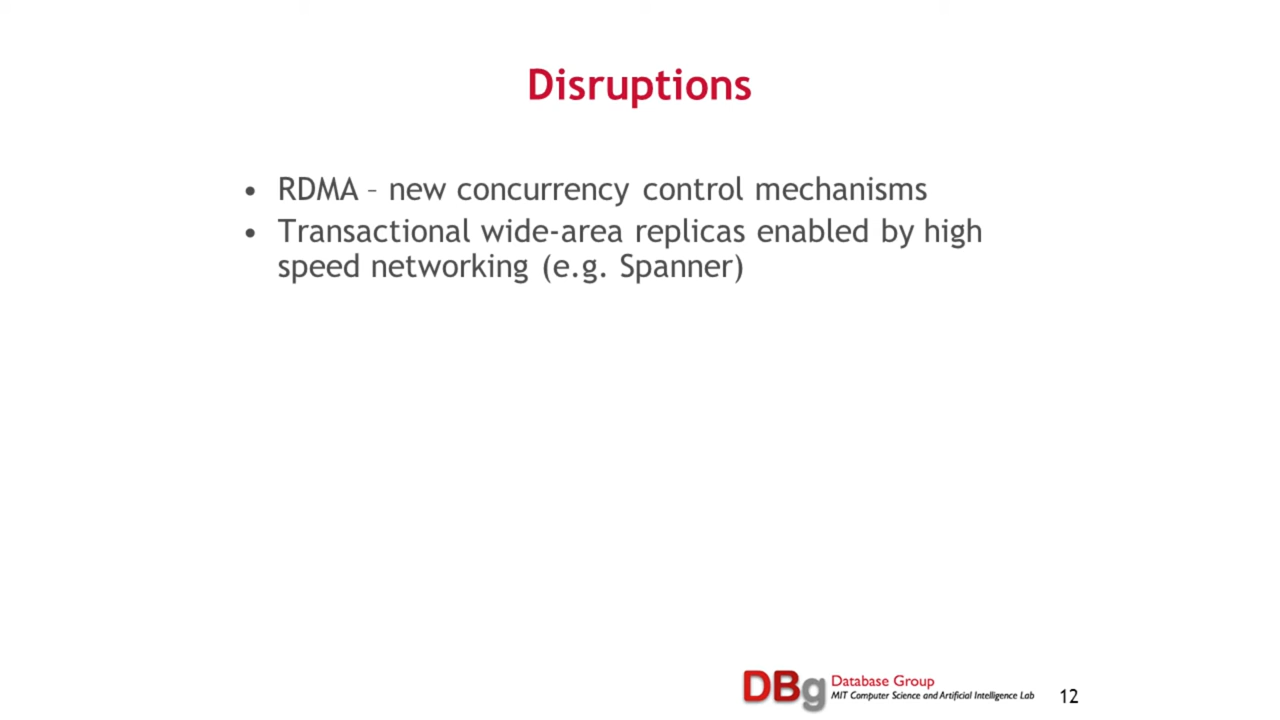 Disruptions
• RDMA – new concurrency control mechanisms
• Transactional wide-area replicas enabled by high
speed networking (e.g. Spanner)
DBg Database Group
MIT Computer Science and Artificial Intelligence Lab
12